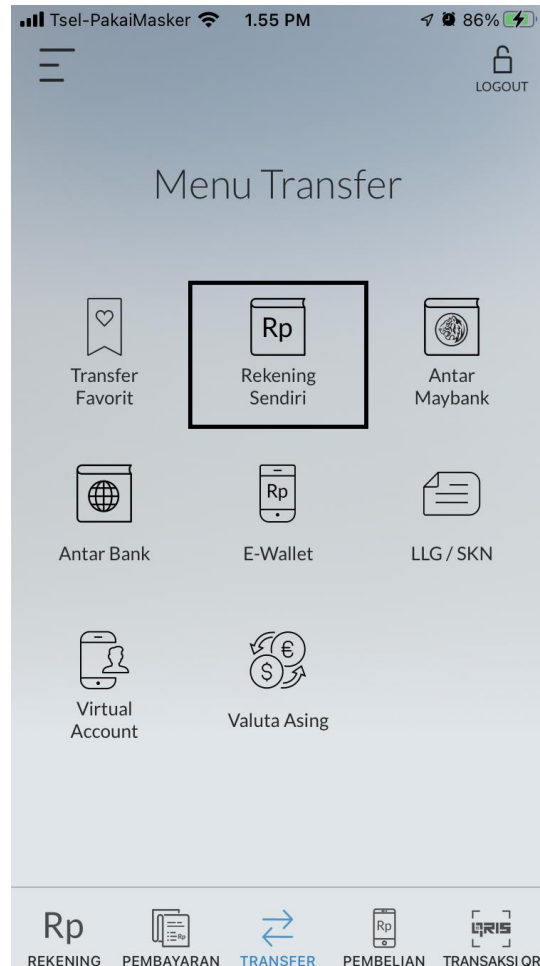 Tsel-PakaiMasker 1.55 PM 86%
LOGOUT
Menu Transfer
Rp
Transfer
Favorit
Rekening
Sendiri
Antar
Maybank
Rp
Antar Bank
E-Wallet
LLG / SKN
€
$
Virtual
Account
Valuta Asing
Rp
Rp
Rp
QRIS
REKENING
PEMBAYARAN
TRANSFER
PEMBELIAN
TRANSAKSI QR